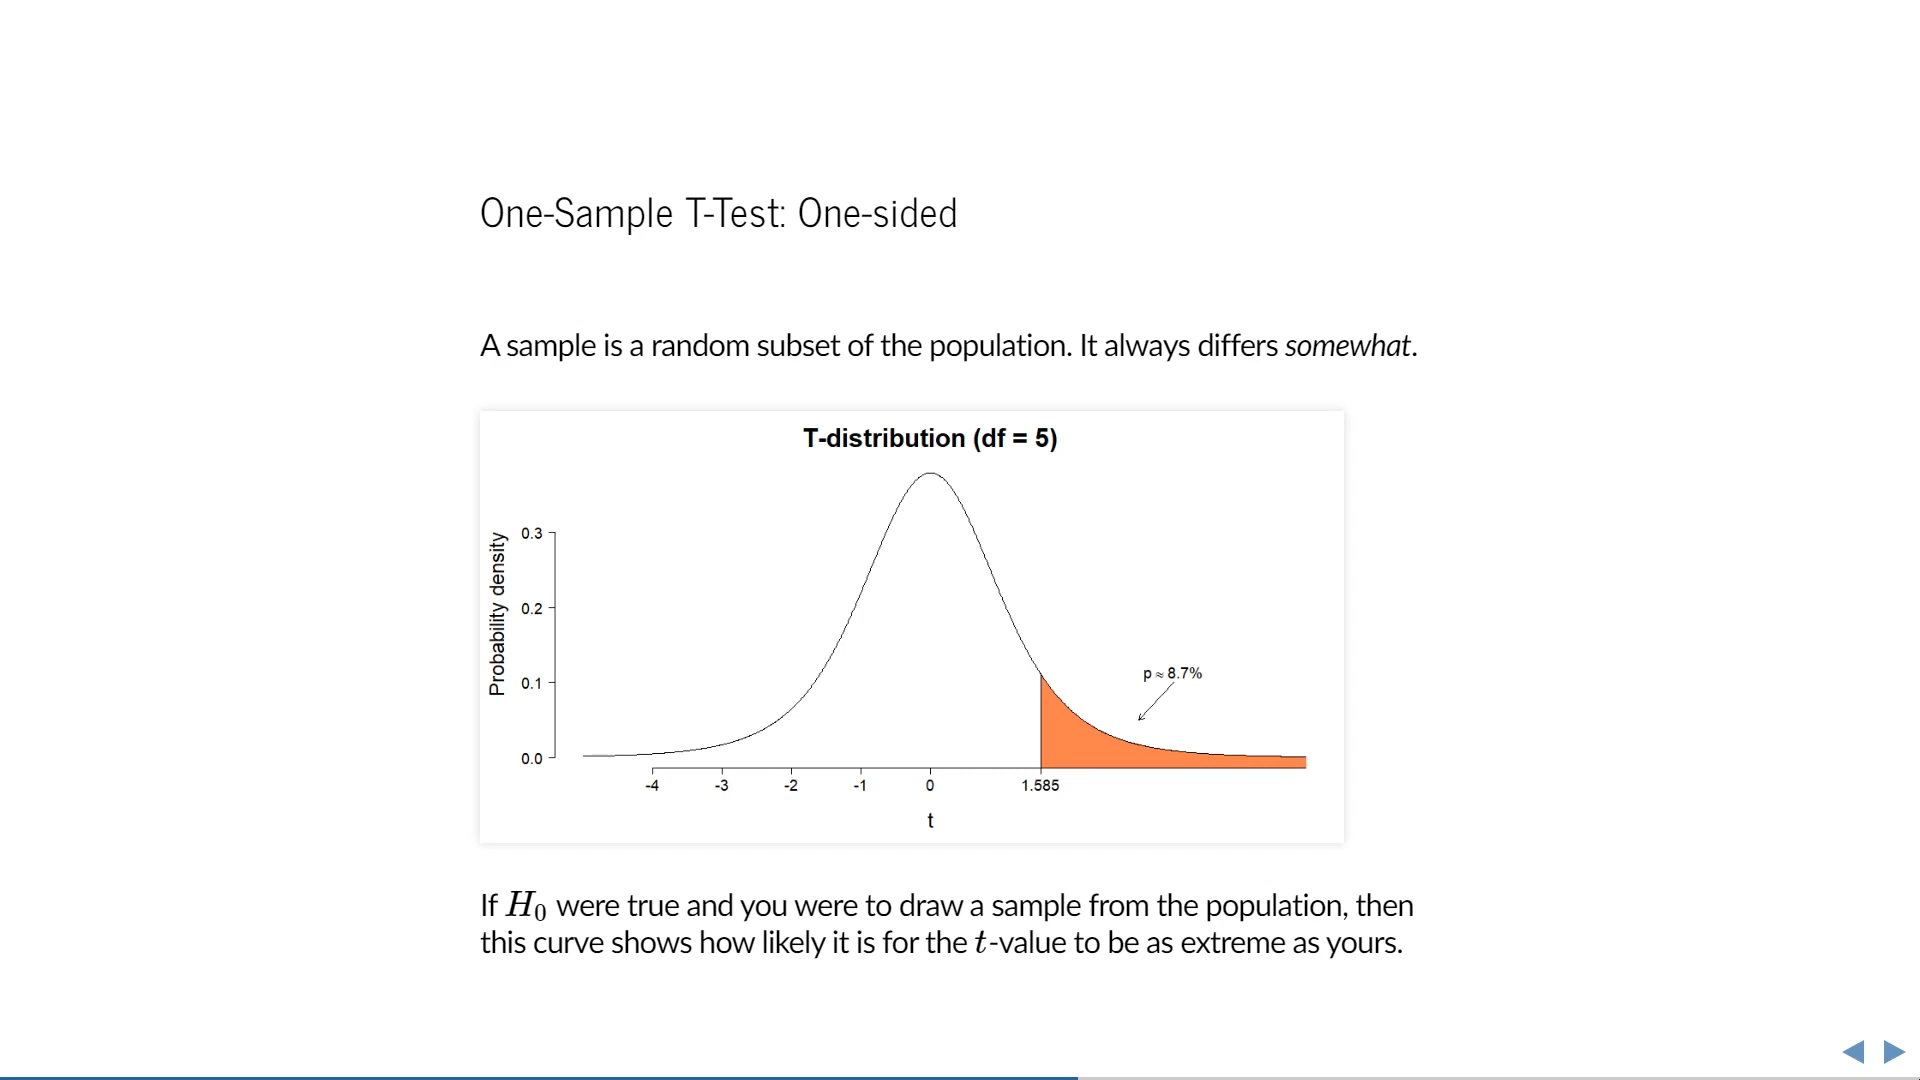 One-Sample T-Test: One-sided
A sample is a random subset of the population. It always differs somewhat.
T-distribution (df = 5)
Probability density
0.3
0.2
0.1
0.0
p ≈ 8.7%
-4 -3 -2 -1 0 1.585
t
If H₀ were true and you were to draw a sample from the population, then
this curve shows how likely it is for the t-value to be as extreme as yours.